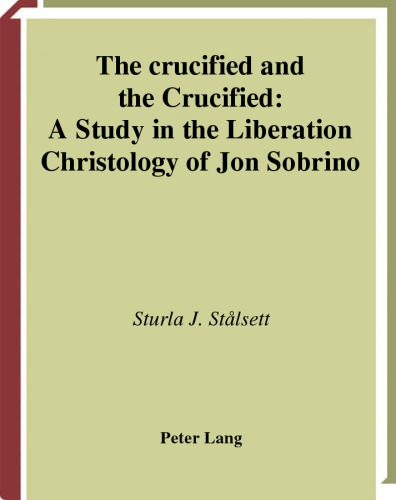 The crucified and
the Crucified:
A Study in the Liberation
Christology of Jon Sobrino
Sturla J. Stålsett
Peter Lang